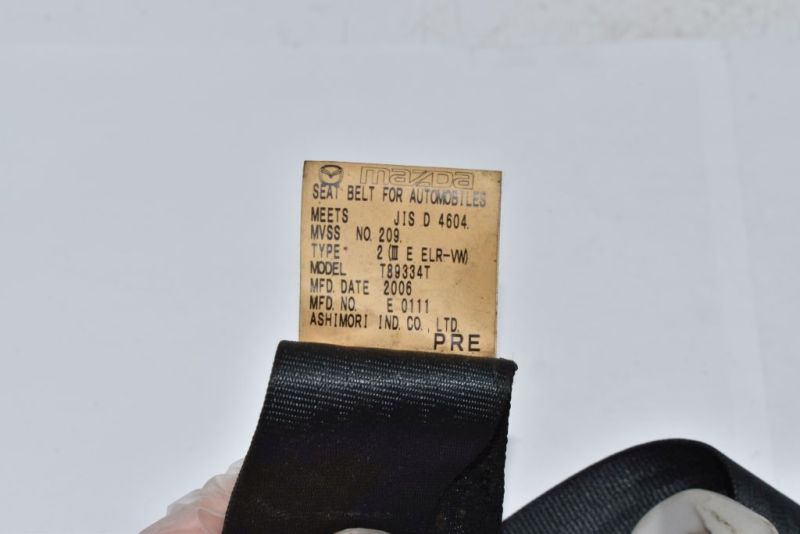 mazda
SEAT BELT FOR AUTOMOBILES
MEETS JIS D 4604.
MVSS NO. 209.
TYPE* 2 (III E ELR-VW)
MODEL T89334T
MFD. DATE 2006
MFD. NO. E 0111
ASHIMORI IND. CO., LTD.
PRE